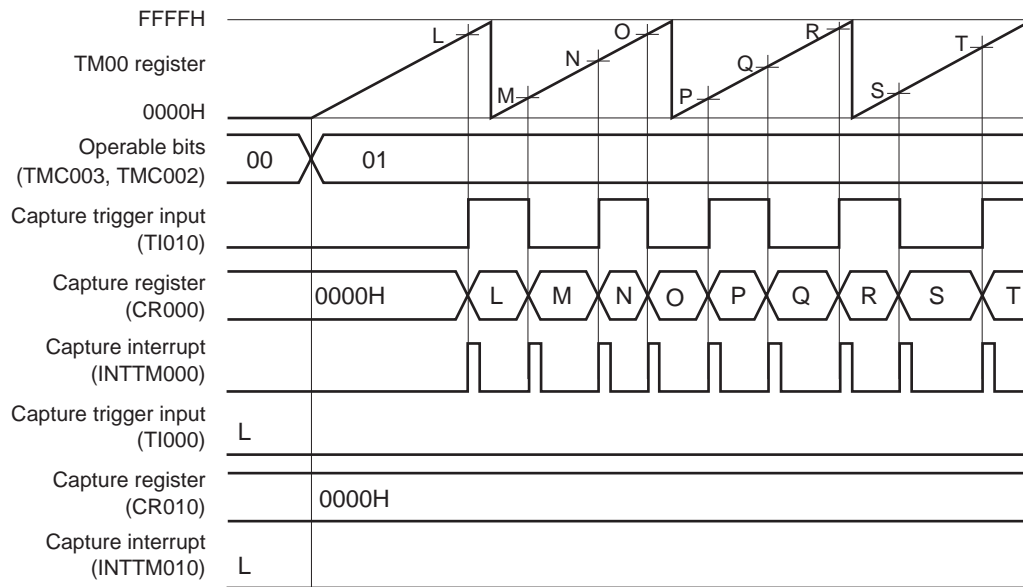 FFFFH
TM00 register
0000H
L M N O P Q R S T
Operable bits
(TMC003, TMC002)
00 01
Capture trigger input
(TI010)
Capture register
(CR000)
0000H L M N O P Q R S T
Capture interrupt
(INTTM000)
Capture trigger input
(TI000)
L
Capture register
(CR010)
0000H
Capture interrupt
(INTTM010)
L